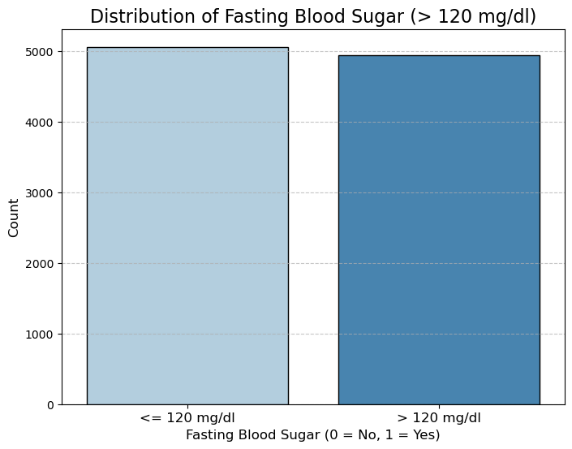 Distribution of Fasting Blood Sugar (> 120 mg/dl)
5000
4000
3000
2000
1000
0
Count
<= 120 mg/dl
> 120 mg/dl
Fasting Blood Sugar (0 = No, 1 = Yes)